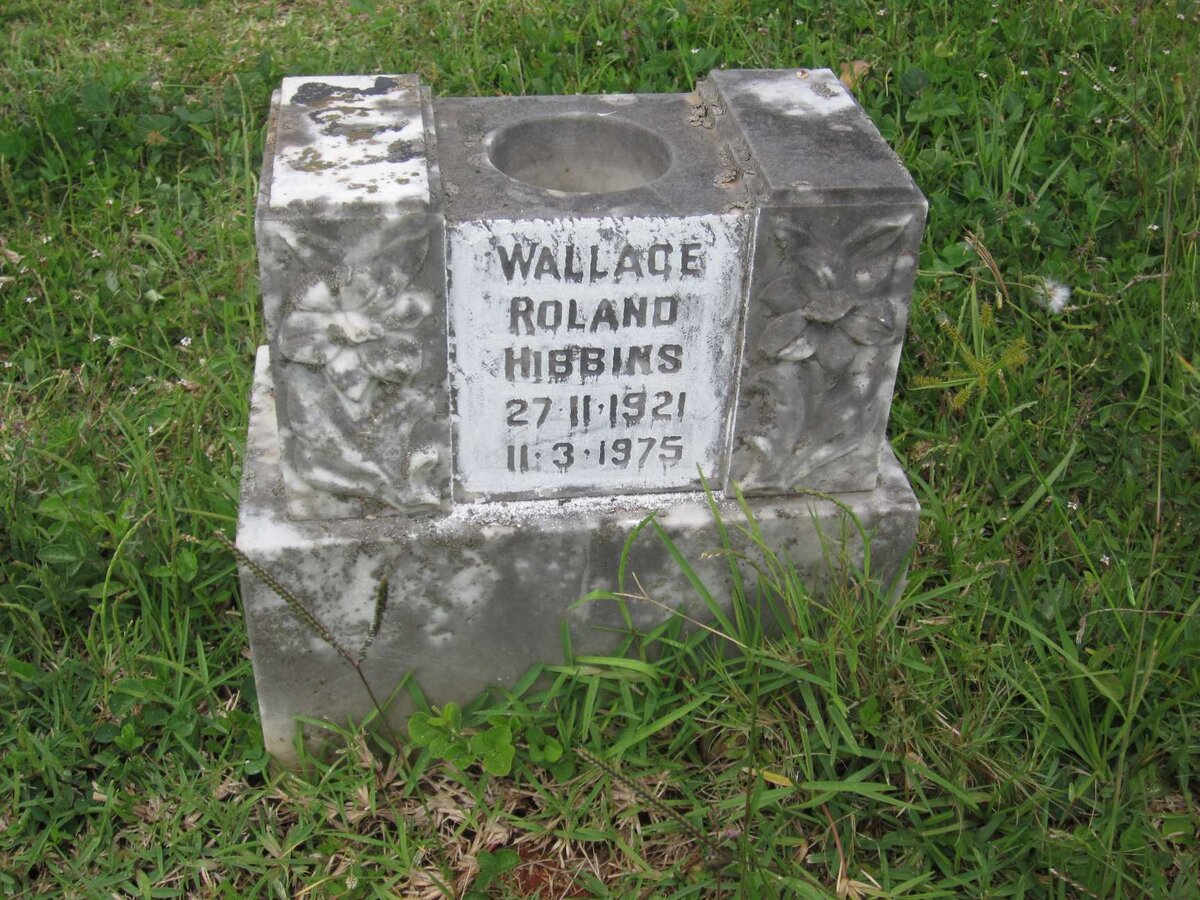 WALLACE
ROLAND
HIBBINS
27·11·1921
11·3·1975